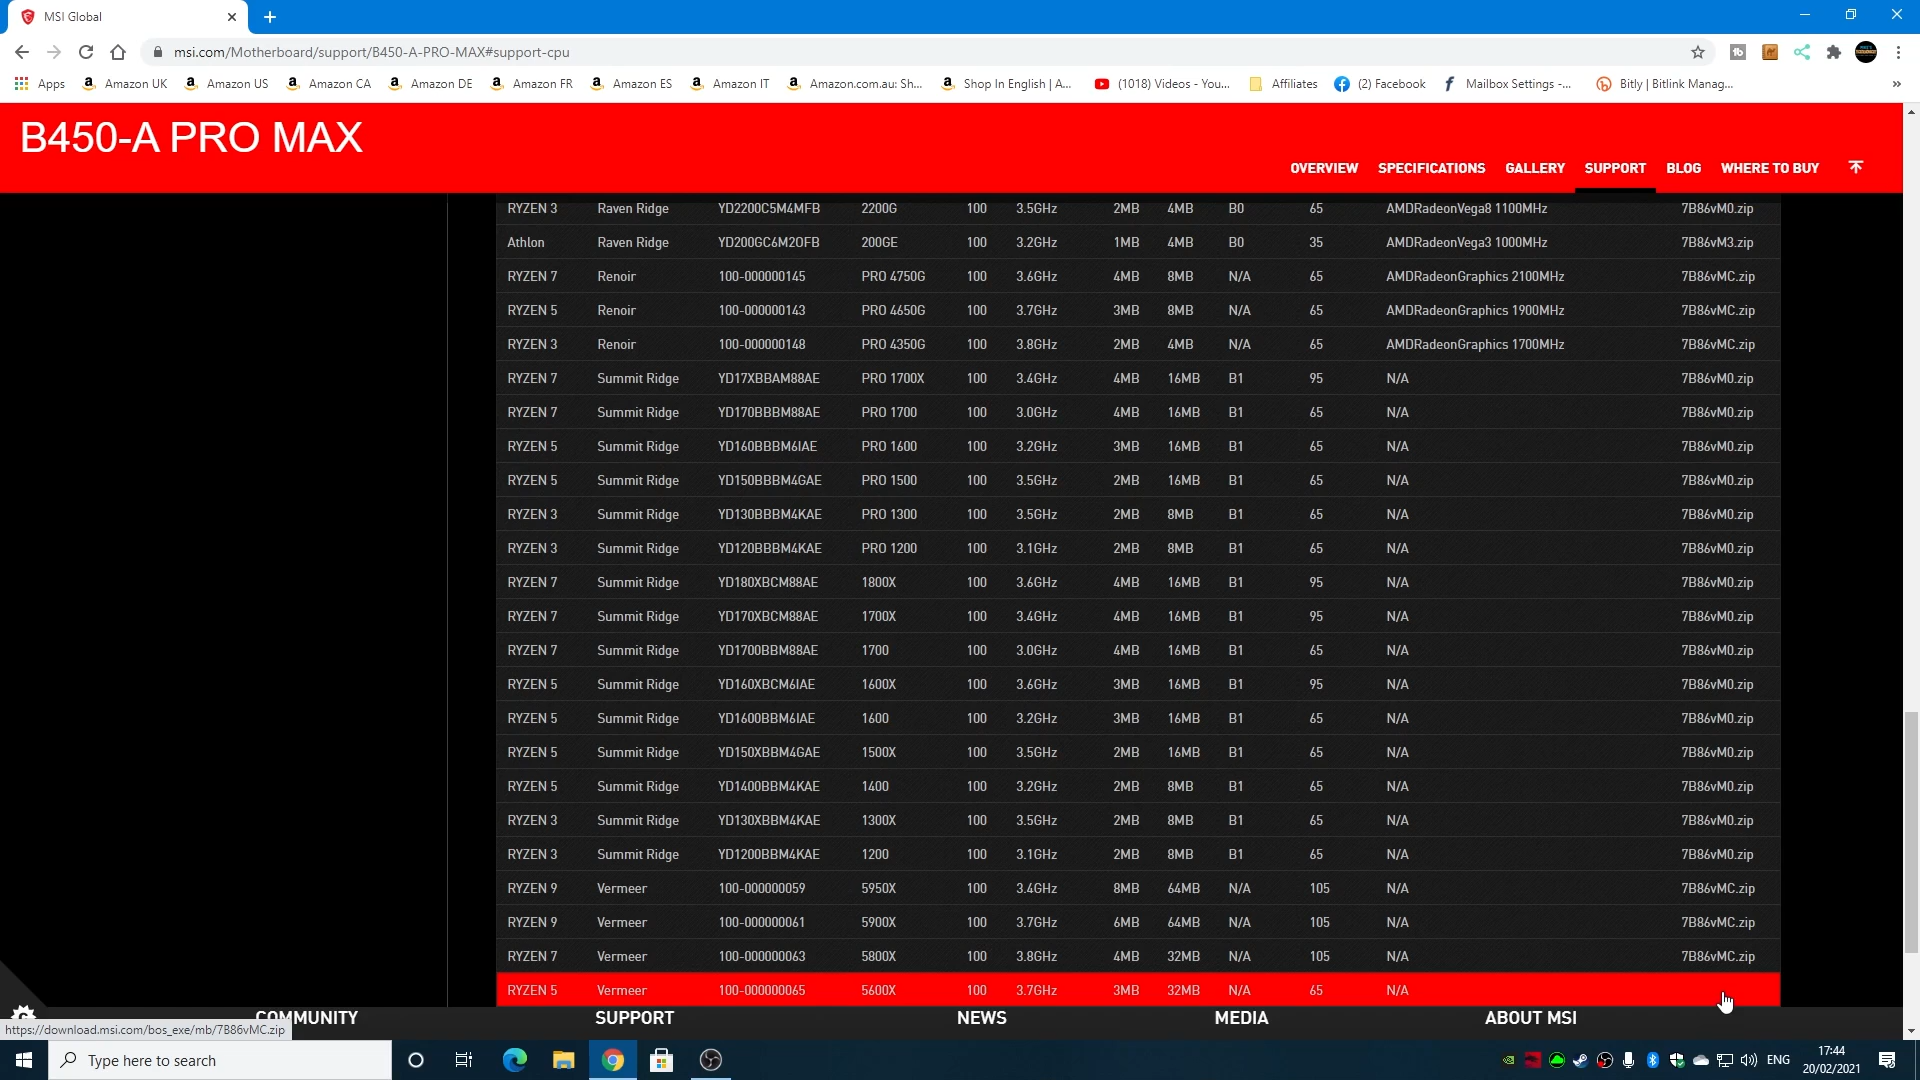 MSI Global
msi.com/Motherboard/support/B450-A-PRO-MAX#support-cpu
Apps Amazon UK Amazon US Amazon CA Amazon DE Amazon FR Amazon ES Amazon IT Amazon.com.au: Sh... Shop In English | A... (1018) Videos - You... Affiliates (2) Facebook Mailbox Settings -... Bitly | Bitlink Manag... »
B450-A PRO MAX
OVERVIEW SPECIFICATIONS GALLERY SUPPORT BLOG WHERE TO BUY
RYZEN 3 Raven Ridge YD2200C5M4MFB 2200G 100 3.5GHz 2MB 4MB B0 65 AMDRadeonVega8 1100MHz 7B86vM0.zip
Athlon Raven Ridge YD200GC6M2OFB 200GE 100 3.2GHz 1MB 4MB B0 35 AMDRadeonVega3 1000MHz 7B86vM3.zip
RYZEN 7 Renoir 100-000000145 PRO 4750G 100 3.6GHz 4MB 8MB N/A 65 AMDRadeonGraphics 2100MHz 7B86vMC.zip
RYZEN 5 Renoir 100-000000143 PRO 4650G 100 3.7GHz 3MB 8MB N/A 65 AMDRadeonGraphics 1900MHz 7B86vMC.zip
RYZEN 3 Renoir 100-000000148 PRO 4350G 100 3.8GHz 2MB 4MB N/A 65 AMDRadeonGraphics 1700MHz 7B86vMC.zip
RYZEN 7 Summit Ridge YD17XBBAM88AE PRO 1700X 100 3.4GHz 4MB 16MB B1 95 N/A 7B86vM0.zip
RYZEN 7 Summit Ridge YD170BBBM88AE PRO 1700 100 3.0GHz 4MB 16MB B1 65 N/A 7B86vM0.zip
RYZEN 5 Summit Ridge YD160BBBM6IAE PRO 1600 100 3.2GHz 3MB 16MB B1 65 N/A 7B86vM0.zip
RYZEN 5 Summit Ridge YD150BBBM4GAE PRO 1500 100 3.5GHz 2MB 16MB B1 65 N/A 7B86vM0.zip
RYZEN 3 Summit Ridge YD130BBBM4KAE PRO 1300 100 3.5GHz 2MB 8MB B1 65 N/A 7B86vM0.zip
RYZEN 3 Summit Ridge YD120BBBM4KAE PRO 1200 100 3.1GHz 2MB 8MB B1 65 N/A 7B86vM0.zip
RYZEN 7 Summit Ridge YD180XBCM88AE 1800X 100 3.6GHz 4MB 16MB B1 95 N/A 7B86vM0.zip
RYZEN 7 Summit Ridge YD170XBCM88AE 1700X 100 3.4GHz 4MB 16MB B1 95 N/A 7B86vM0.zip
RYZEN 7 Summit Ridge YD1700BBM88AE 1700 100 3.0GHz 4MB 16MB B1 65 N/A 7B86vM0.zip
RYZEN 5 Summit Ridge YD160XBCM6IAE 1600X 100 3.6GHz 3MB 16MB B1 95 N/A 7B86vM0.zip
RYZEN 5 Summit Ridge YD1600BBM6IAE 1600 100 3.2GHz 3MB 16MB B1 65 N/A 7B86vM0.zip
RYZEN 5 Summit Ridge YD150XBBM4GAE 1500X 100 3.5GHz 2MB 16MB B1 65 N/A 7B86vM0.zip
RYZEN 5 Summit Ridge YD1400BBM4KAE 1400 100 3.2GHz 2MB 8MB B1 65 N/A 7B86vM0.zip
RYZEN 3 Summit Ridge YD130XBBM4KAE 1300X 100 3.5GHz 2MB 8MB B1 65 N/A 7B86vM0.zip
RYZEN 3 Summit Ridge YD1200BBM4KAE 1200 100 3.1GHz 2MB 8MB B1 65 N/A 7B86vM0.zip
RYZEN 9 Vermeer 100-000000059 5950X 100 3.4GHz 8MB 64MB N/A 105 N/A 7B86vMC.zip
RYZEN 9 Vermeer 100-000000061 5900X 100 3.7GHz 6MB 64MB N/A 105 N/A 7B86vMC.zip
RYZEN 7 Vermeer 100-000000063 5800X 100 3.8GHz 4MB 32MB N/A 105 N/A 7B86vMC.zip
RYZEN 5 Vermeer 100-000000065 5600X 100 3.7GHz 3MB 32MB N/A 65 N/A
COMMUNITY SUPPORT NEWS MEDIA ABOUT MSI
https://download.msi.com/bos_exe/mb/7B86vMC.zip
Type here to search
ENG
17:44
20/02/2021